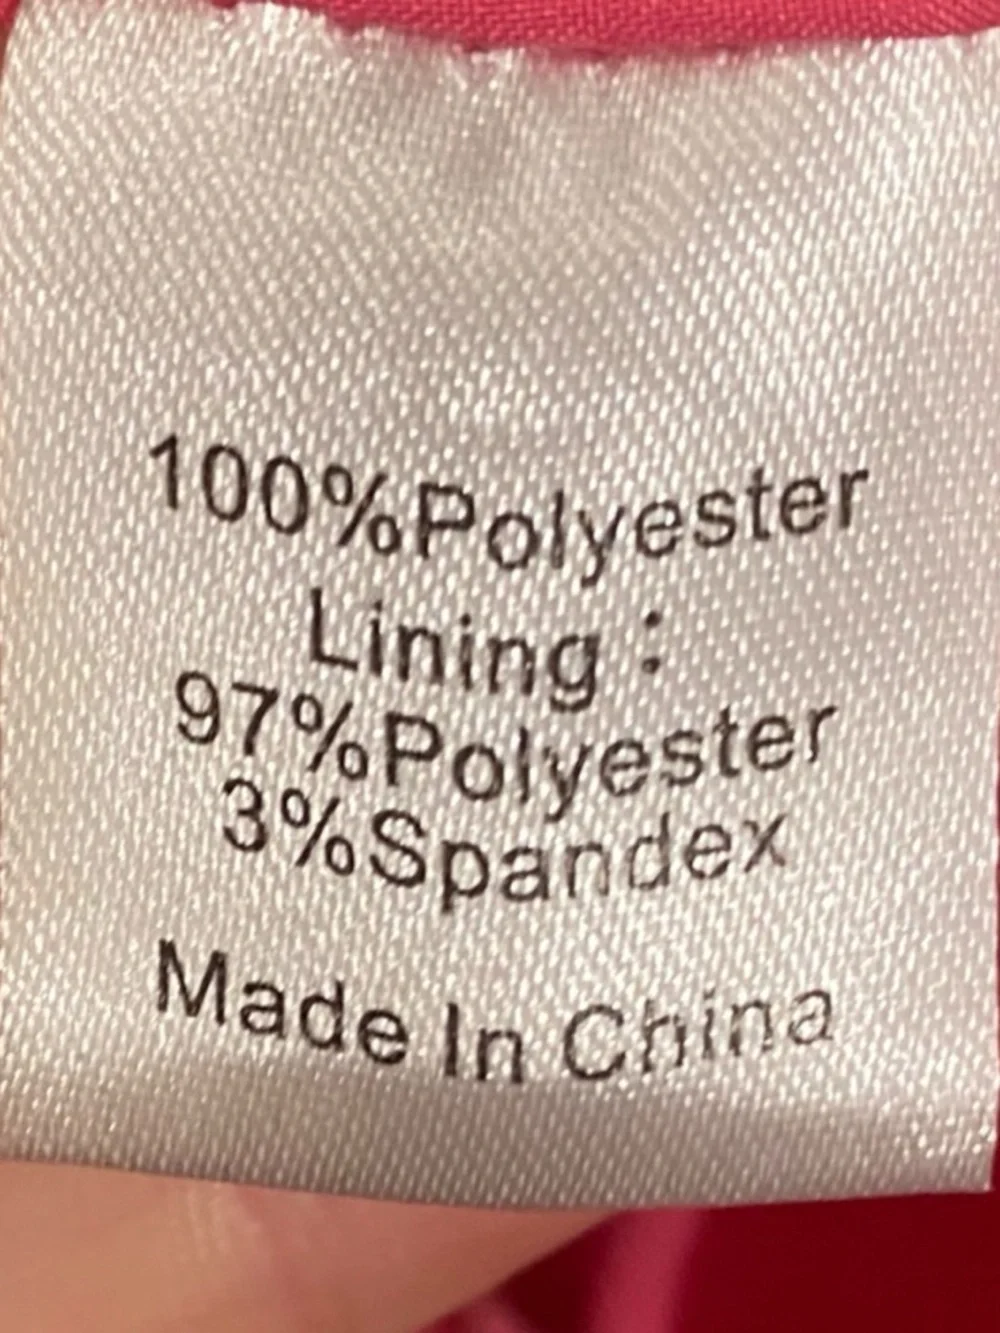 100%Polyester
Lining :
97%Polyester
3%Spandex
Made In China